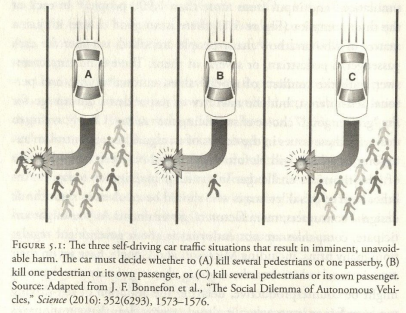 A
B
C
FIGURE 5.1: The three self-driving car traffic situations that result in imminent, unavoid-
able harm. The car must decide whether to (A) kill several pedestrians or one passerby, (B)
kill one pedestrian or its own passenger, or (C) kill several pedestrians or its own passenger.
Source: Adapted from J. F. Bonnefon et al., “The Social Dilemma of Autonomous Vehi-
cles,” Science (2016): 352(6293), 1573–1576.